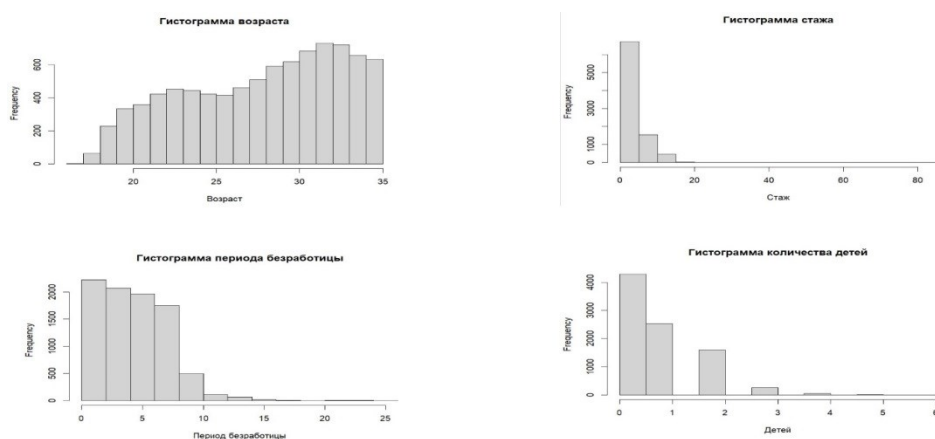 Гистограмма возраста
Frequency
0 200 400 600
20 25 30 35
Возраст
Гистограмма стажа
Frequency
0 1000 3000 5000
0 20 40 60 80
Стаж
Гистограмма периода безработицы
Frequency
0 500 1000 1500 2000
0 5 10 15 20 25
Период безработицы
Гистограмма количества детей
Frequency
0 1000 2000 3000 4000
0 1 2 3 4 5 6
Детей